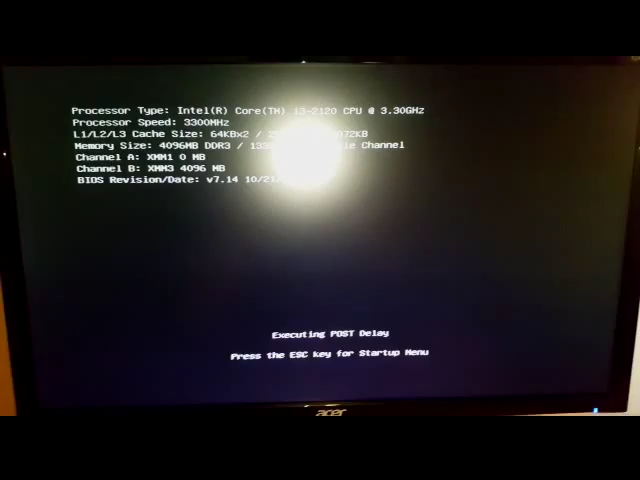 Processor Type: Intel(R) Core(TM) i3-2120 CPU @ 3.30GHz
Processor Speed: 3300MHz
L1/L2/L3 Cache Size: 64KBx2 /
Memory Size: 4096MB DDR3 / Channel
Channel A: XMM1 0 MB
Channel B: XMM3 4096 MB
BIOS Revision/Date: v7.14
Executing POST Delay
Press the ESC key for Startup Menu
acer